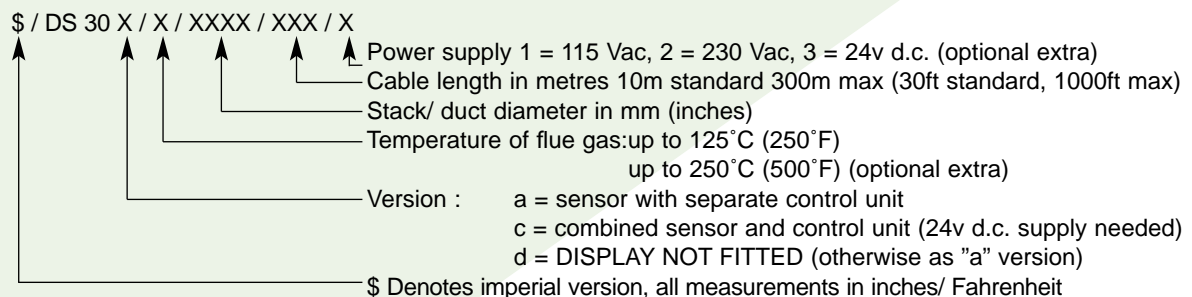 $ / DS 30 X / X / XXXX / XXX / X
Power supply 1 = 115 Vac, 2 = 230 Vac, 3 = 24v d.c. (optional extra)
Cable length in metres 10m standard 300m max (30ft standard, 1000ft max)
Stack/ duct diameter in mm (inches)
Temperature of flue gas:up to 125˚C (250˚F)
up to 250˚C (500˚F) (optional extra)
Version : a = sensor with separate control unit
c = combined sensor and control unit (24v d.c. supply needed)
d = DISPLAY NOT FITTED (otherwise as ”a” version)
$ Denotes imperial version, all measurements in inches/ Fahrenheit